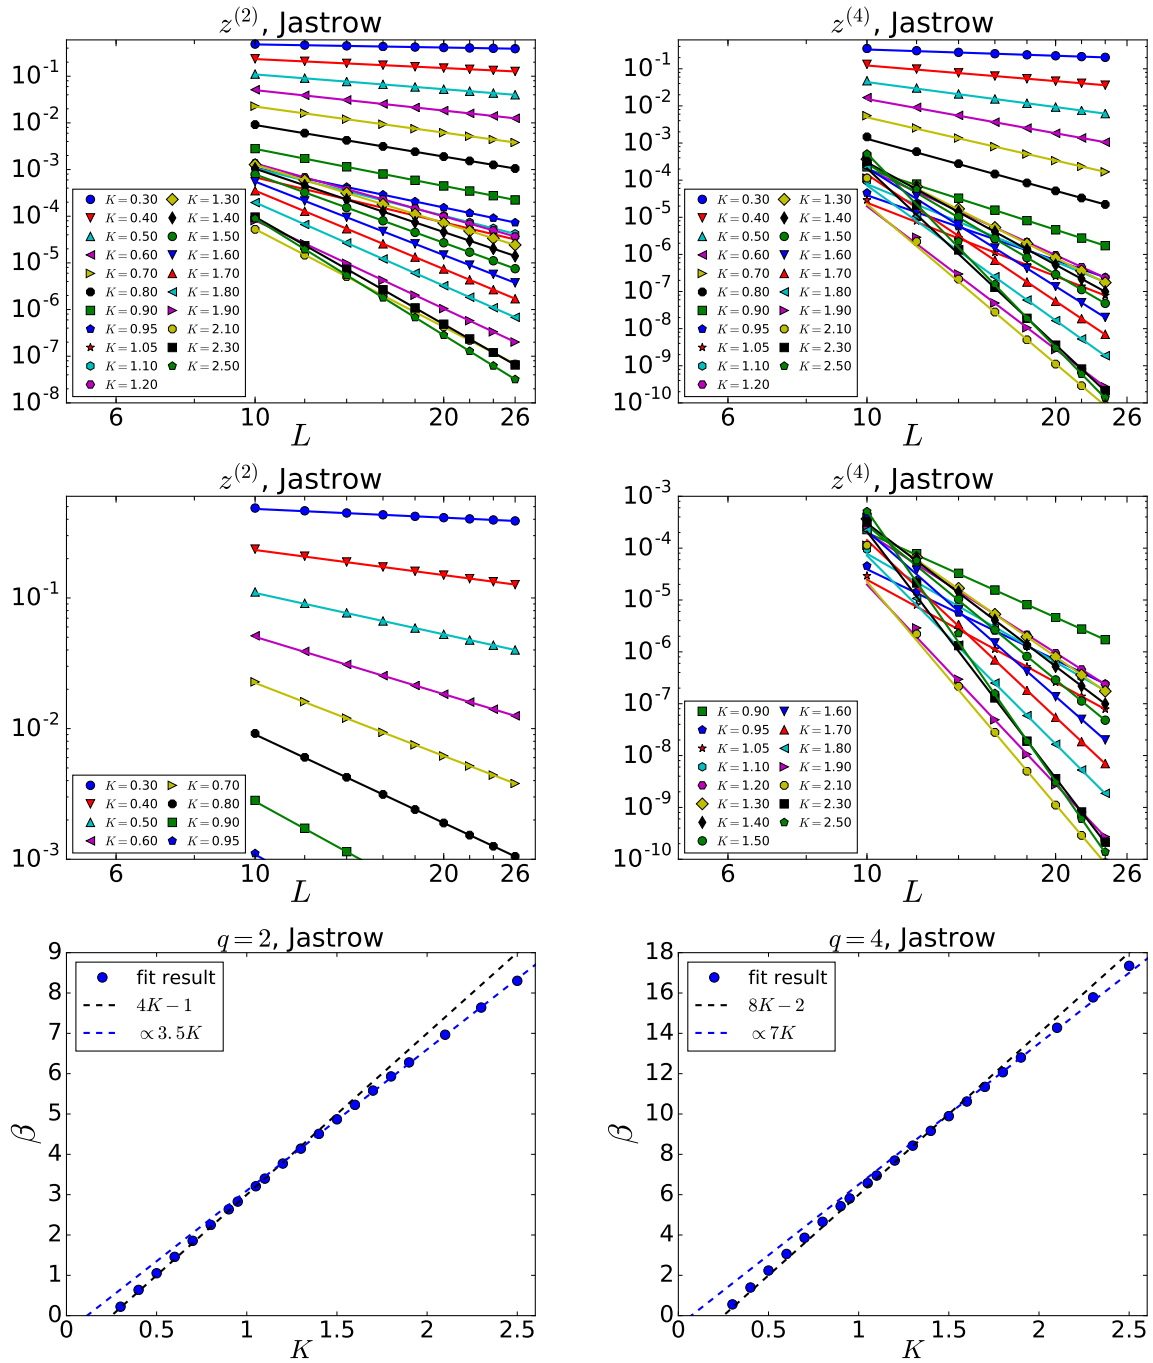 z^(2), Jastrow
10^-1
10^-2
10^-3
10^-4
10^-5
10^-6
10^-7
10^-8
K=0.30 K=1.30
K=0.40 K=1.40
K=0.50 K=1.50
K=0.60 K=1.60
K=0.70 K=1.70
K=0.80 K=1.80
K=0.90 K=1.90
K=0.95 K=2.10
K=1.05 K=2.30
K=1.10 K=2.50
K=1.20
6 10 20 26
L
z^(4), Jastrow
10^-1
10^-2
10^-3
10^-4
10^-5
10^-6
10^-7
10^-8
10^-9
10^-10
K=0.30 K=1.30
K=0.40 K=1.40
K=0.50 K=1.50
K=0.60 K=1.60
K=0.70 K=1.70
K=0.80 K=1.80
K=0.90 K=1.90
K=0.95 K=2.10
K=1.05 K=2.30
K=1.10 K=2.50
K=1.20
6 10 20 26
L
z^(2), Jastrow
10^-1
10^-2
10^-3
K=0.30 K=0.70
K=0.40 K=0.80
K=0.50 K=0.90
K=0.60 K=0.95
6 10 20 26
L
z^(4), Jastrow
10^-3
10^-4
10^-5
10^-6
10^-7
10^-8
10^-9
10^-10
K=0.90 K=1.60
K=0.95 K=1.70
K=1.05 K=1.80
K=1.10 K=1.90
K=1.20 K=2.10
K=1.30 K=2.30
K=1.40 K=2.50
K=1.50
6 10 20 26
L
q=2, Jastrow
9
8
7
6
5
4
3
2
1
0
β
fit result
4K−1
∝3.5K
0 0.5 1 1.5 2 2.5
K
q=4, Jastrow
18
16
14
12
10
8
6
4
2
0
β
fit result
8K−2
∝7K
0 0.5 1 1.5 2 2.5
K